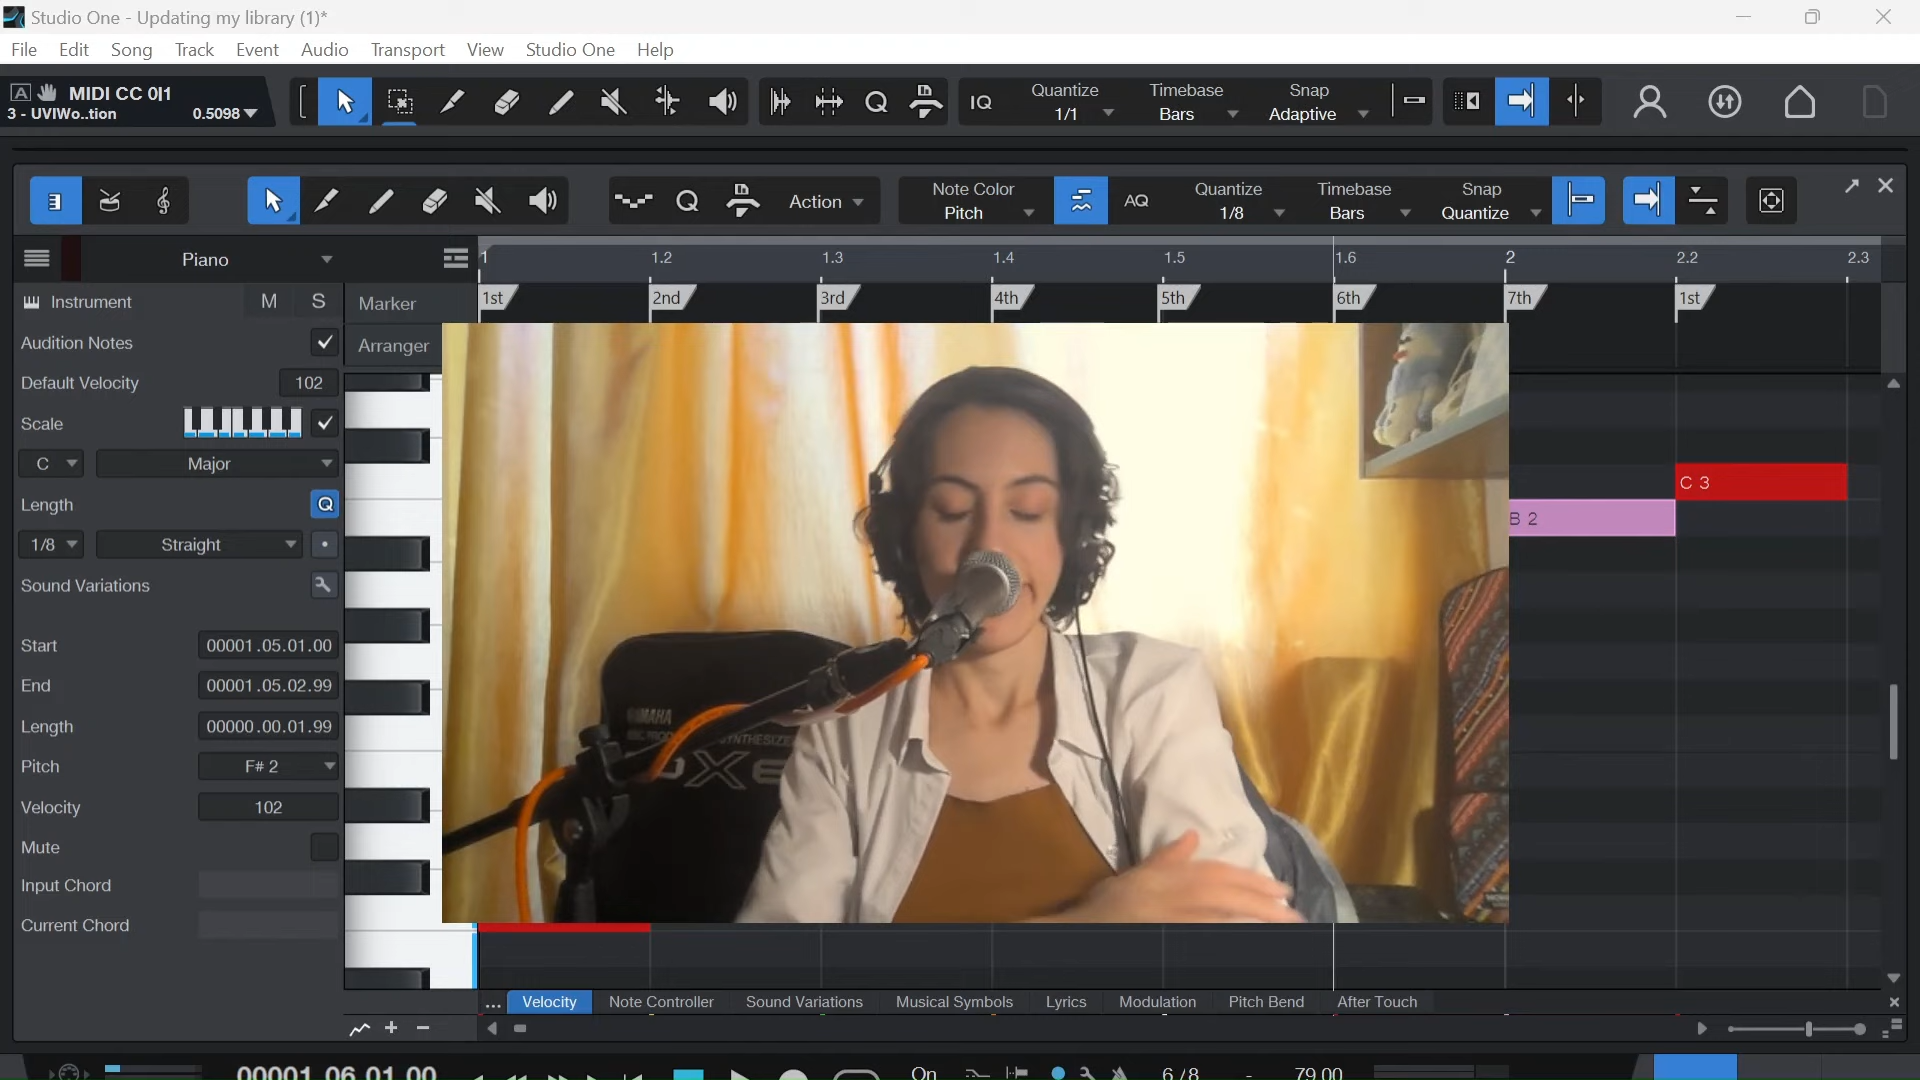 Studio One - Updating my library (1)*
File Edit Song Track Event Audio Transport View Studio One Help
A MIDI CC 0|1
3 - UVIWo..tion 0.5098
IQ Quantize 1/1 Timebase Bars Snap Adaptive
Q Action Note Color Pitch AQ Quantize 1/8 Timebase Bars Snap Quantize
Piano 1 1.2 1.3 1.4 1.5 1.6 2 2.2 2.3
Instrument M S Marker 1st 2nd 3rd 4th 5th 6th 7th 1st
Audition Notes Arranger
Default Velocity 102
Scale
C Major C 3
Length Q B 2
1/8 Straight
Sound Variations
Start 00001.05.01.00
End 00001.05.02.99
Length 00000.00.01.99
YAMAHA
Pitch F# 2
Velocity 102
Mute
Input Chord
Current Chord
... Velocity Note Controller Sound Variations Musical Symbols Lyrics Modulation Pitch Bend After Touch
00001.06.01.00 On 6/8 - 79.00